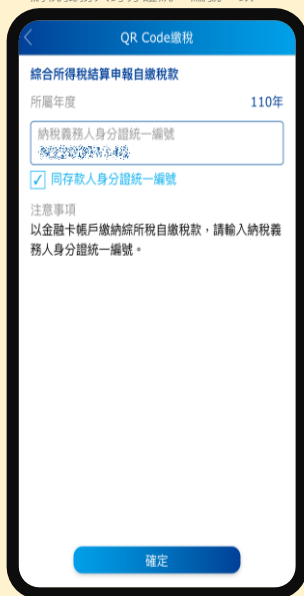 QR Code繳稅
綜合所得稅結算申報自繳稅款
所屬年度 110年
納稅義務人身分證統一編號
同存款人身分證統一編號
注意事項
以金融卡帳戶繳納綜所稅自繳稅款，請輸入納稅義
務人身分證統一編號。
確定